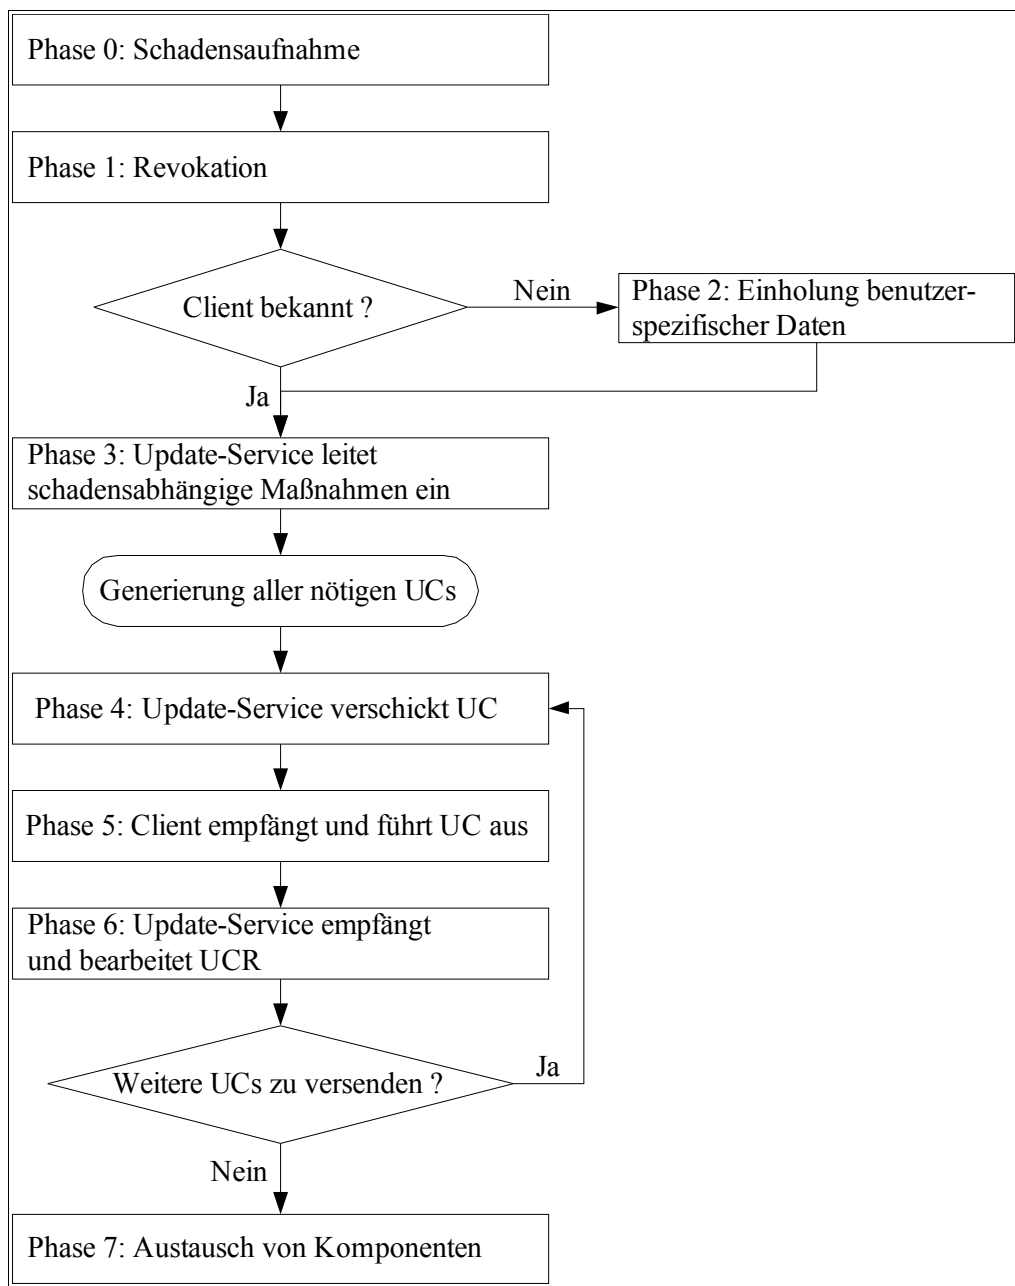 Phase 0: Schadensaufnahme
Phase 1: Revokation
Client bekannt ?
Nein
Phase 2: Einholung benutzer-
spezifischer Daten
Ja
Phase 3: Update-Service leitet
schadensabhängige Maßnahmen ein
Generierung aller nötigen UCs
Phase 4: Update-Service verschickt UC
Phase 5: Client empfängt und führt UC aus
Phase 6: Update-Service empfängt
und bearbeitet UCR
Weitere UCs zu versenden ?
Ja
Nein
Phase 7: Austausch von Komponenten